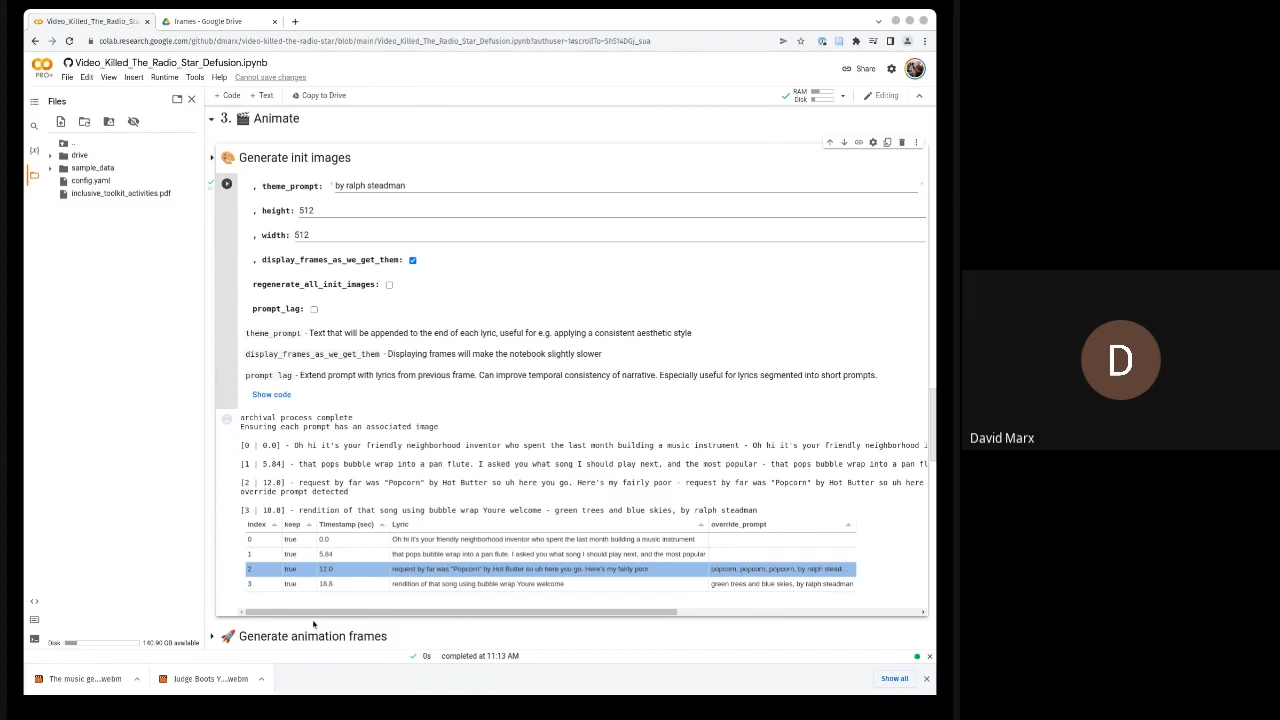 Video_Killed_The_Radio_Sta
frames - Google Drive
colab.research.google.com/github/dmarx/video-killed-the-radio-star/blob/main/Video_Killed_The_Radio_Star_Defusion.ipynb?authuser=1#scrollTo=Sh5I4DGj_sua
Video_Killed_The_Radio_Star_Defusion.ipynb
PRO+
File Edit View Insert Runtime Tools Help Cannot save changes
Share
Files
+ Code + Text Copy to Drive
RAM
Disk
Editing
3. 🎬 Animate
..
drive
sample_data
config.yaml
inclusive_toolkit_activities.pdf
🎨 Generate init images
, theme_prompt: " by ralph steadman "
, height: 512
, width: 512
, display_frames_as_we_get_them:
regenerate_all_init_images:
prompt_lag:
theme_prompt - Text that will be appended to the end of each lyric, useful for e.g. applying a consistent aesthetic style
display_frames_as_we_get_them - Displaying frames will make the notebook slightly slower
prompt lag - Extend prompt with lyrics from previous frame. Can improve temporal consistency of narrative. Especially useful for lyrics segmented into short prompts.
Show code
archival process complete
Ensuring each prompt has an associated image
[0 | 0.0] - Oh hi it's your friendly neighborhood inventor who spent the last month building a music instrument - Oh hi it's your friendly neighborhood i
[1 | 5.84] - that pops bubble wrap into a pan flute. I asked you what song I should play next, and the most popular - that pops bubble wrap into a pan fl
[2 | 12.0] - request by far was "Popcorn" by Hot Butter so uh here you go. Here's my fairly poor - request by far was "Popcorn" by Hot Butter so uh here
override prompt detected
[3 | 18.8] - rendition of that song using bubble wrap Youre welcome - green trees and blue skies, by ralph steadman
index keep Timestamp (sec) Lyric override_prompt
0 true 0.0 Oh hi it's your friendly neighborhood inventor who spent the last month building a music instrument
1 true 5.84 that pops bubble wrap into a pan flute. I asked you what song I should play next, and the most popular
2 true 12.0 request by far was "Popcorn" by Hot Butter so uh here you go. Here's my fairly poor popcorn, popcorn, popcorn, by ralph stead...
3 true 18.8 rendition of that song using bubble wrap Youre welcome green trees and blue skies, by ralph steadman
🚀 Generate animation frames
Disk 140.90 GB available
0s completed at 11:13 AM
The music ge....webm
Judge Boots Y....webm
Show all
D
David Marx